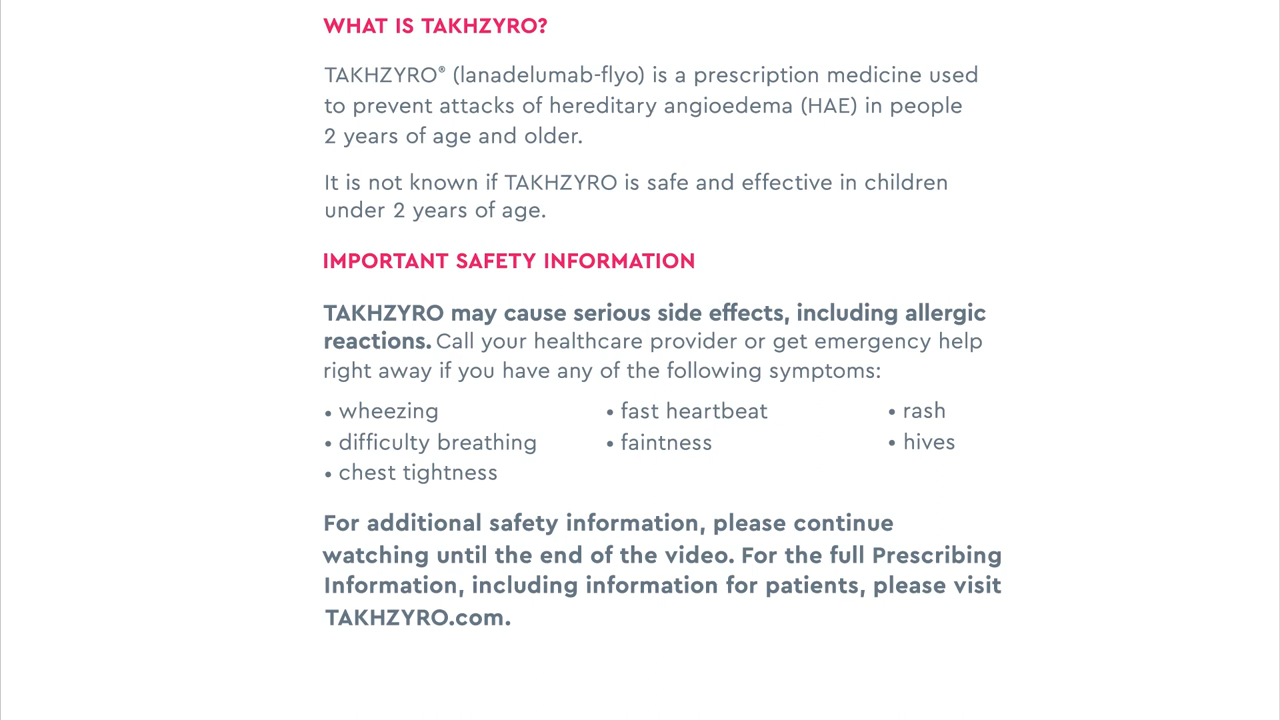 WHAT IS TAKHZYRO?
TAKHZYRO® (lanadelumab-flyo) is a prescription medicine used
to prevent attacks of hereditary angioedema (HAE) in people
2 years of age and older.
It is not known if TAKHZYRO is safe and effective in children
under 2 years of age.
IMPORTANT SAFETY INFORMATION
TAKHZYRO may cause serious side effects, including allergic
reactions. Call your healthcare provider or get emergency help
right away if you have any of the following symptoms:
• wheezing • fast heartbeat • rash
• difficulty breathing • faintness • hives
• chest tightness
For additional safety information, please continue
watching until the end of the video. For the full Prescribing
Information, including information for patients, please visit
TAKHZYRO.com.